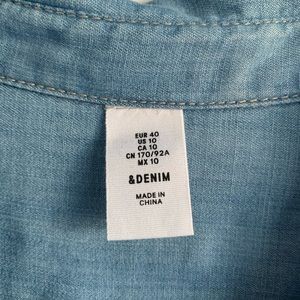 EUR 40
US 10
CA 10
CN 170/92A
MX 10
&DENIM
MADE IN
CHINA